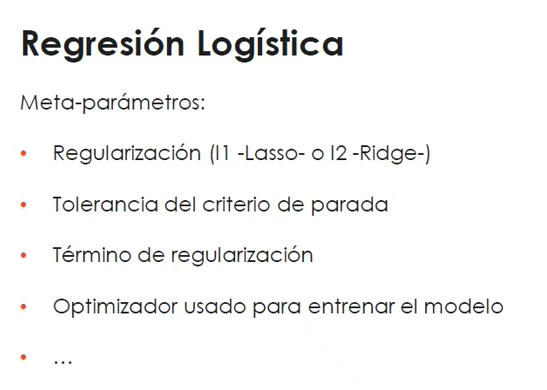 Regresión Logística
Meta-parámetros:
• Regularización (l1 -Lasso- o l2 -Ridge-)
• Tolerancia del criterio de parada
• Término de regularización
• Optimizador usado para entrenar el modelo
• ...